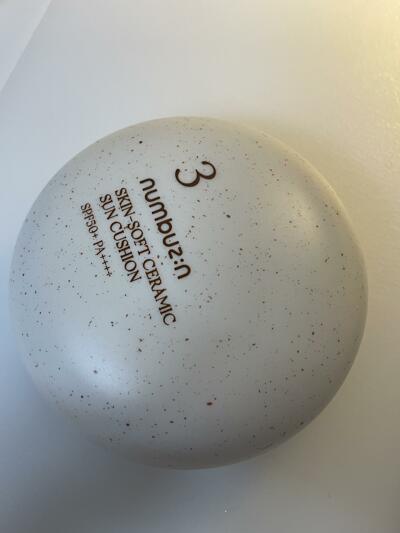 3
numbuz:n
SKIN-SOFT CERAMIC
SUN CUSHION
SPF50+ PA++++